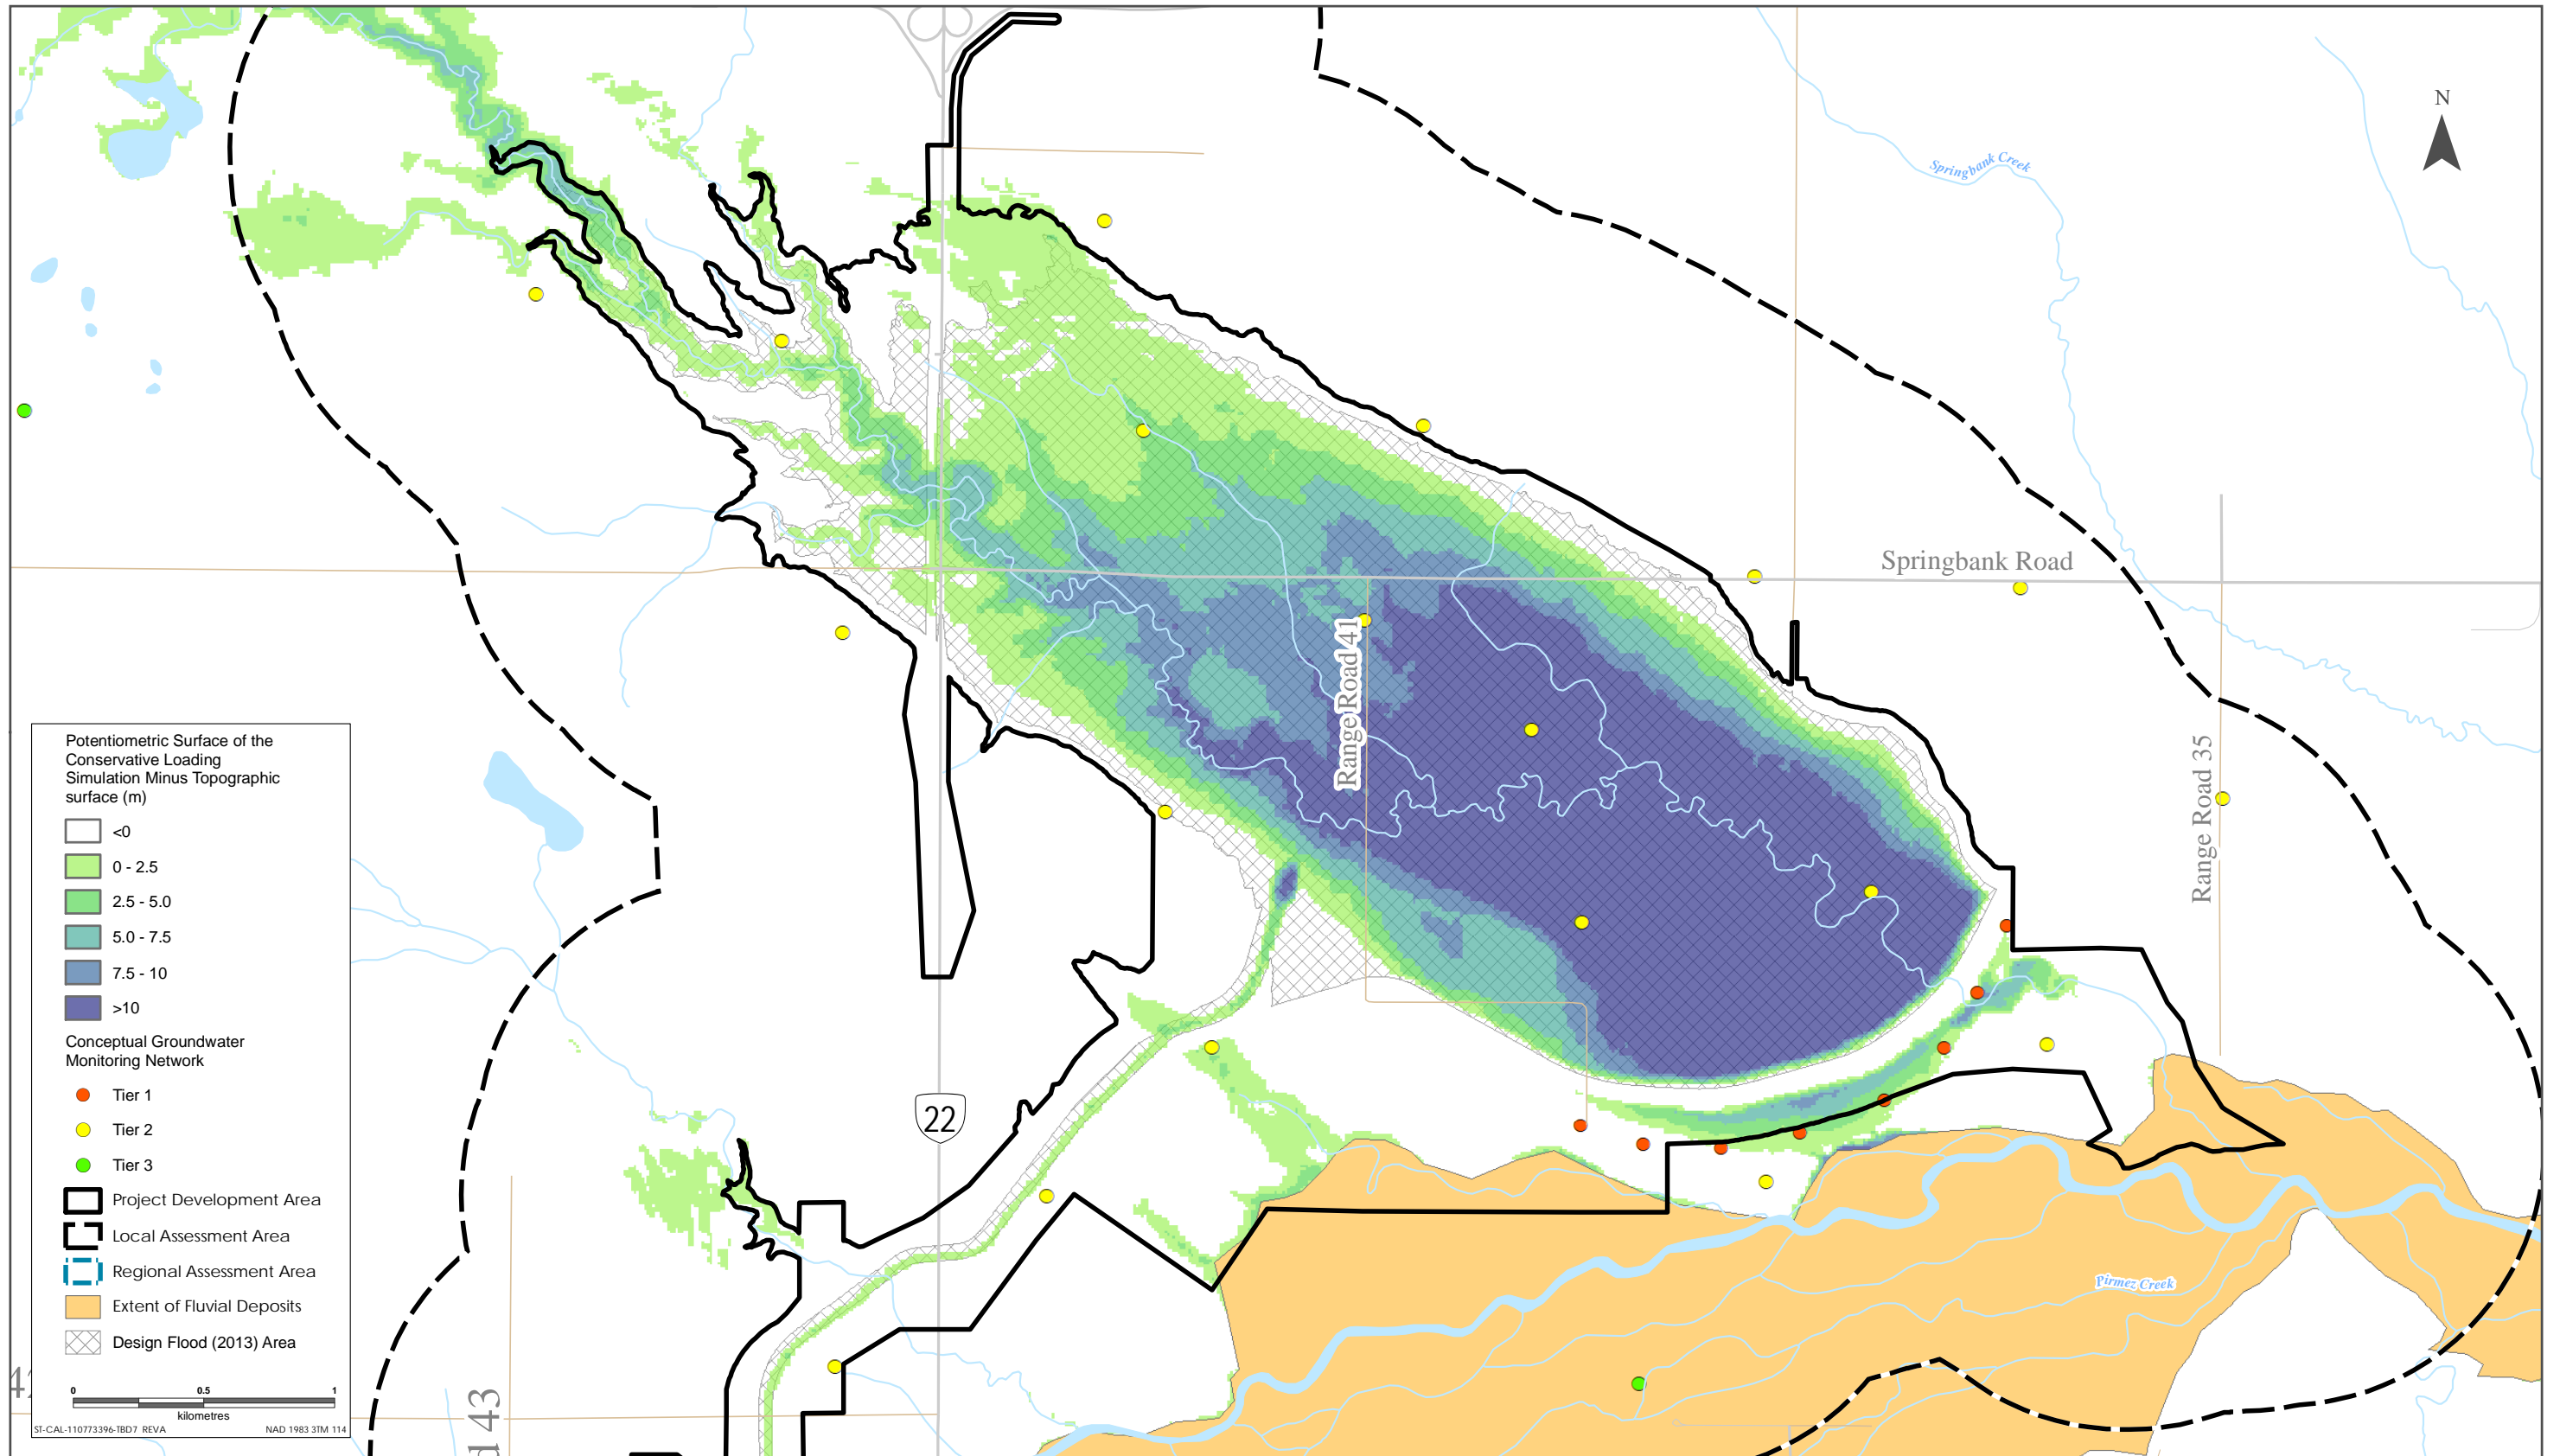 N
Springbank Creek
Springbank Road
Range Road 41
Range Road 35
22
Pirmez Creek
Potentiometric Surface of the
Conservative Loading
Simulation Minus Topographic
surface (m)
<0
0 - 2.5
2.5 - 5.0
5.0 - 7.5
7.5 - 10
>10
Conceptual Groundwater
Monitoring Network
Tier 1
Tier 2
Tier 3
Project Development Area
Local Assessment Area
Regional Assessment Area
Extent of Fluvial Deposits
Design Flood (2013) Area
0 0.5 1
kilometres
ST-CAL-110773396-TBD7 REVA NAD 1983 3TM 114
43